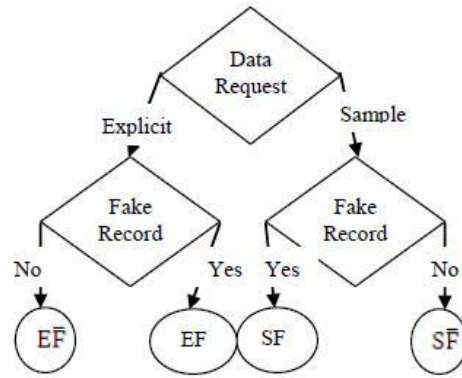 Data
Request
Explicit
Sample
Fake
Record
Fake
Record
No
Yes
Yes
No
EF̅
EF
SF
SF̅